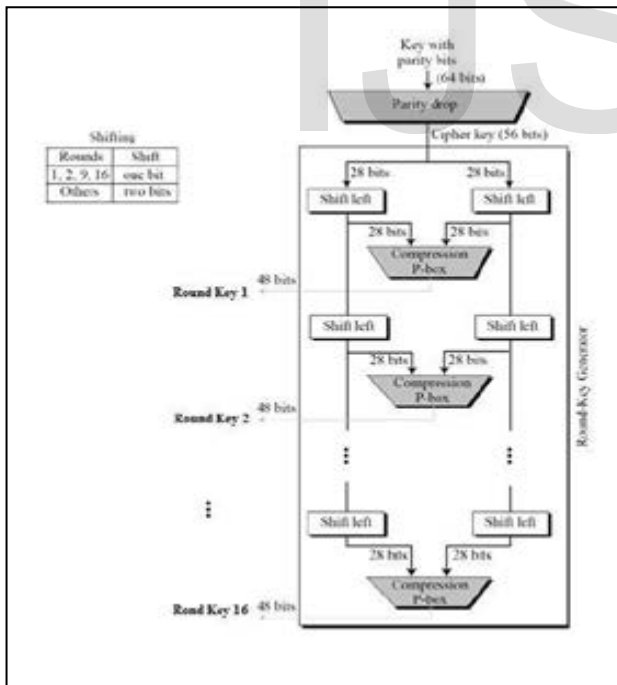 IJS
Key with
parity bits
(64 bits)
Parity drop
Cipher key (56 bits)
Shifting
Rounds Shift
1, 2, 9, 16 one bit
Others two bits
28 bits 28 bits
Shift left Shift left
28 bits 28 bits
Compression
P-box
48 bits
Round Key 1
Shift left Shift left
28 bits 28 bits
Compression
P-box
48 bits
Round Key 2
Round-Key Generator
Shift left Shift left
28 bits 28 bits
Compression
P-box
48 bits
Rond Key 16